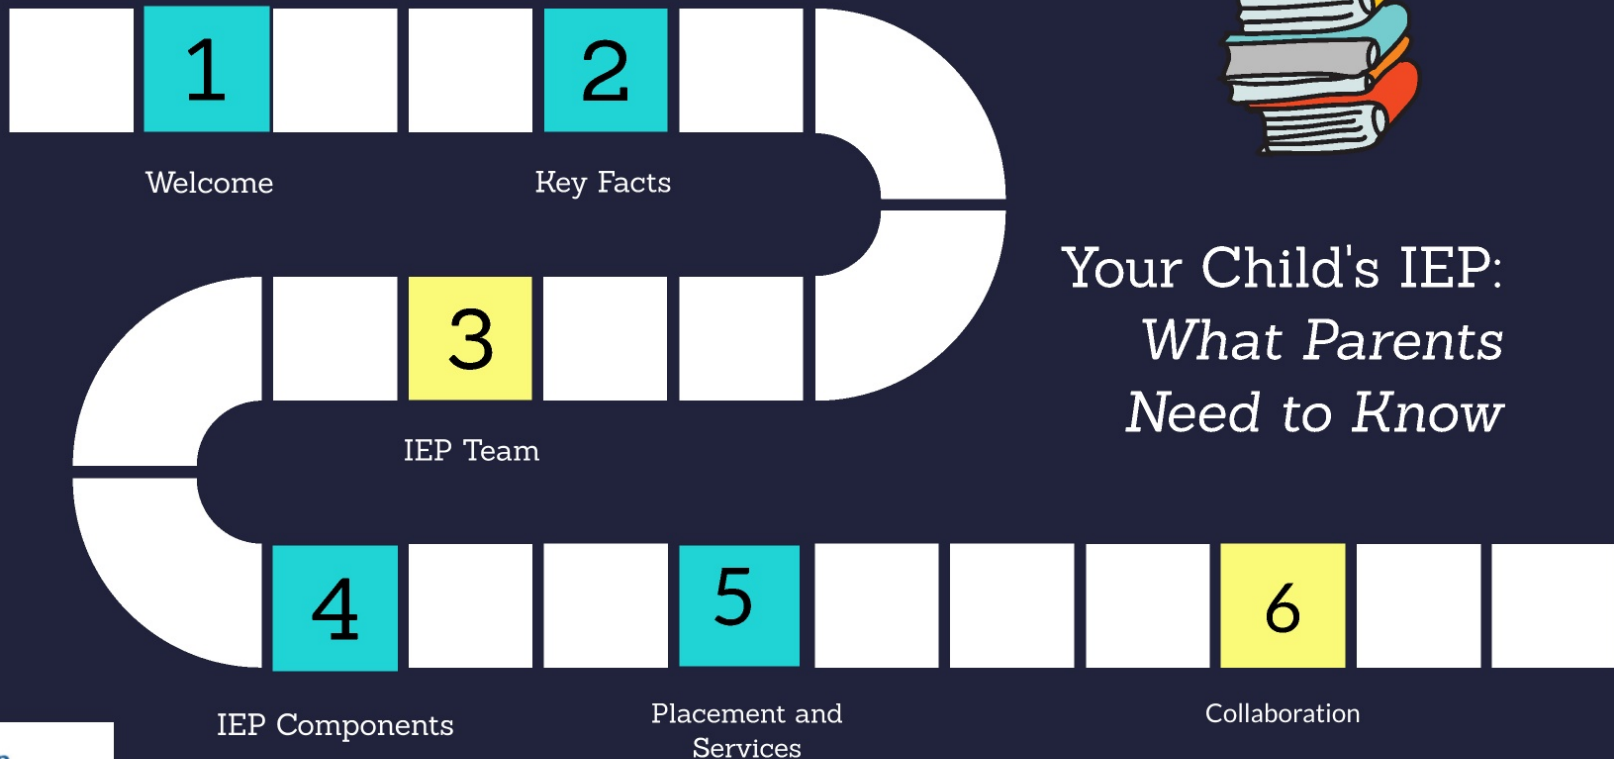 1
2
Welcome
Key Facts
3
IEP Team
Your Child's IEP:
What Parents
Need to Know
4
5
6
IEP Components
Placement and
Services
Collaboration